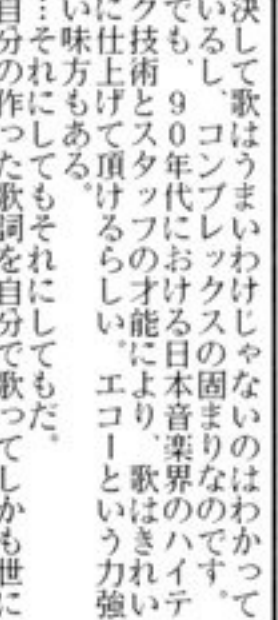 決して歌はうまいわけじゃないのはわかって
いるし、コンプレックスの固まりなのです。
でも、90年代における日本音楽界のハイテ
ク技術とスタッフの才能により、歌はきれい
に仕上げて頂けるらしい。エコーという力強
い味方もある。
…それにしてもそれにしてもだ。
自分の作った歌詞を自分で歌ってしかも世に